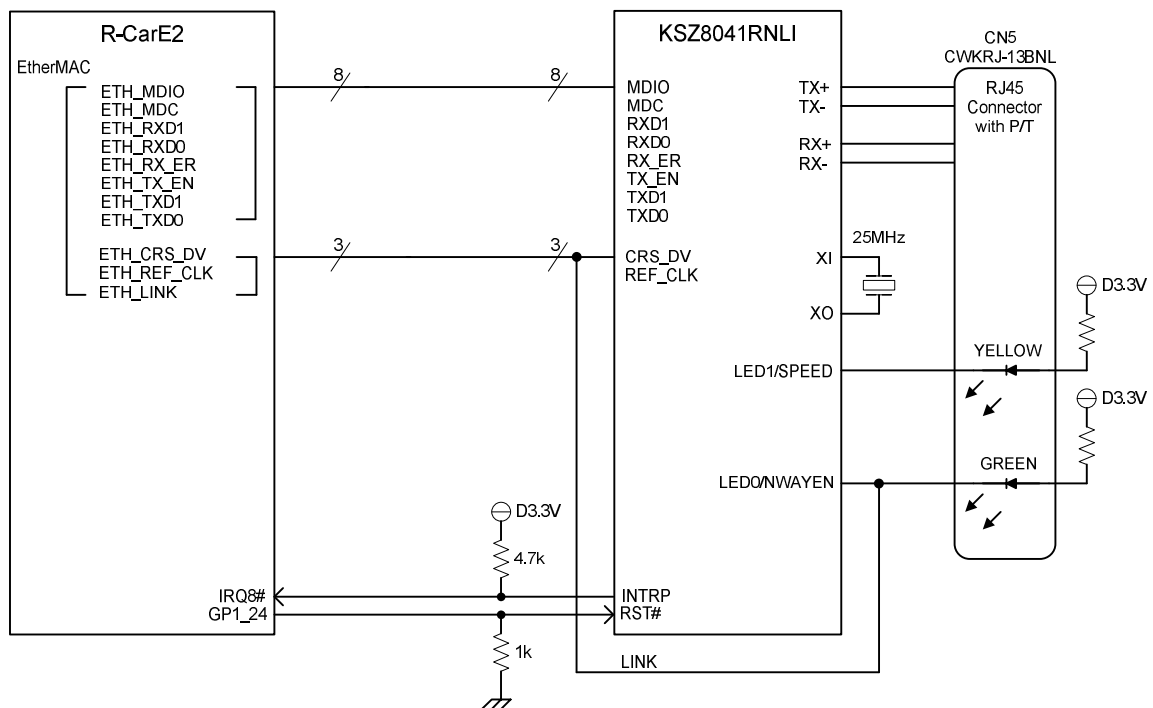 R-CarE2
EtherMAC
ETH_MDIO
ETH_MDC
ETH_RXD1
ETH_RXD0
ETH_RX_ER
ETH_TX_EN
ETH_TXD1
ETH_TXD0
ETH_CRS_DV
ETH_REF_CLK
ETH_LINK
IRQ8#
GP1_24
8
8
3
3
D3.3V
4.7k
1k
KSZ8041RNLI
MDIO
MDC
RXD1
RXD0
RX_ER
TX_EN
TXD1
TXD0
CRS_DV
REF_CLK
INTRP
RST#
LINK
TX+
TX-
RX+
RX-
XI
XO
25MHz
LED1/SPEED
LED0/NWAYEN
CN5
CWKRJ-13BNL
RJ45
Connector
with P/T
YELLOW
D3.3V
GREEN
D3.3V